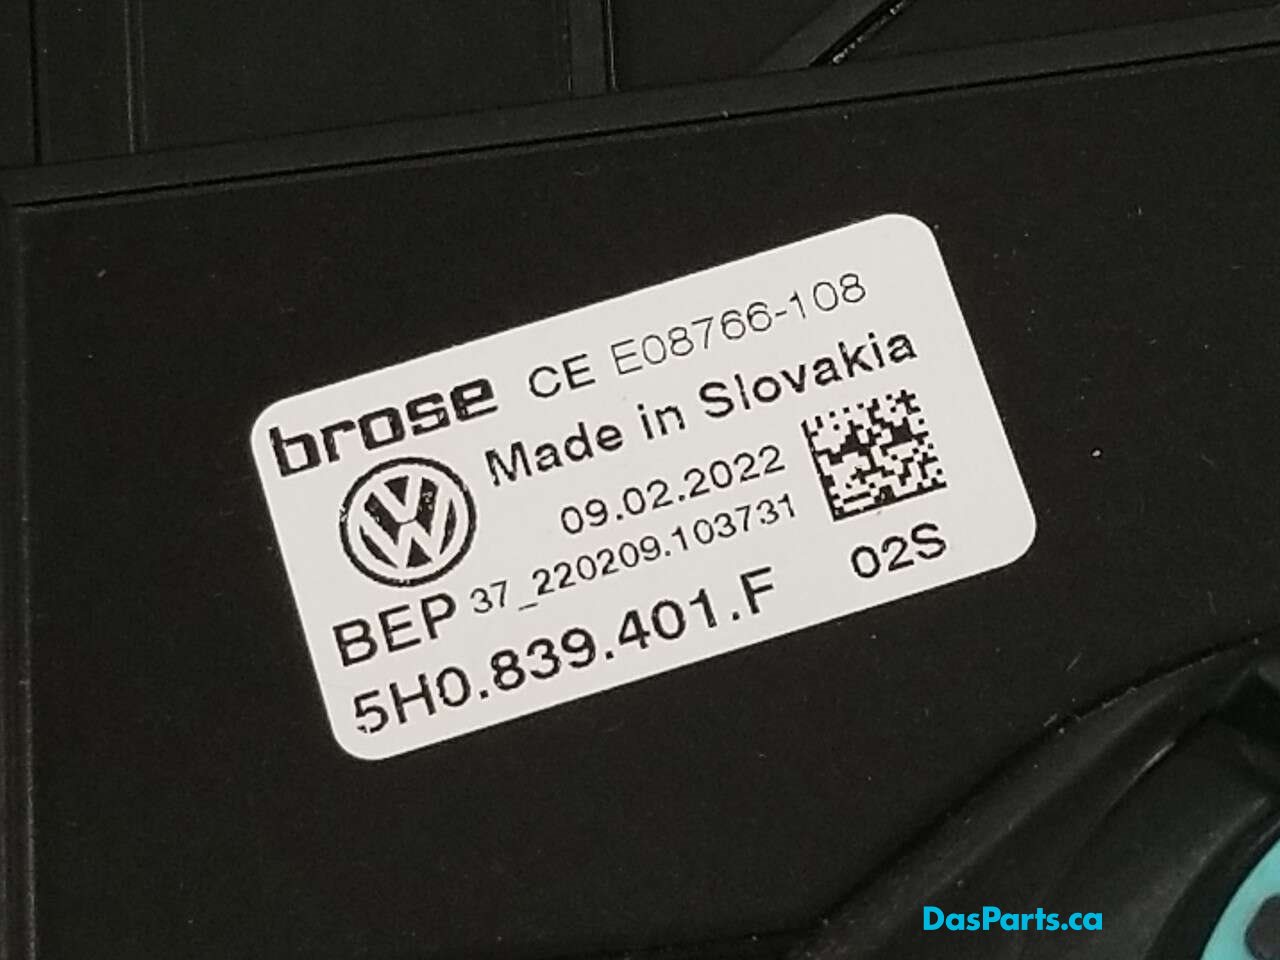 brose CE E08766-108
Made in Slovakia
09.02.2022
37_220209.103731
BEP
02S
5H0.839.401.F
DasParts.ca